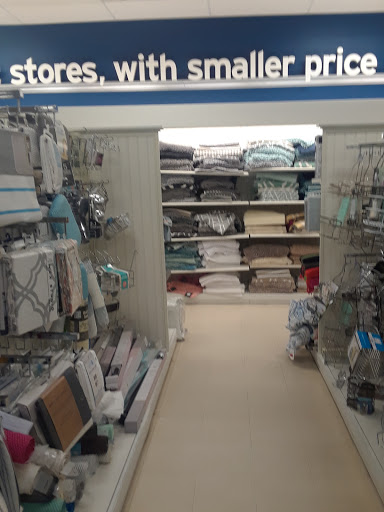 stores, with smaller price